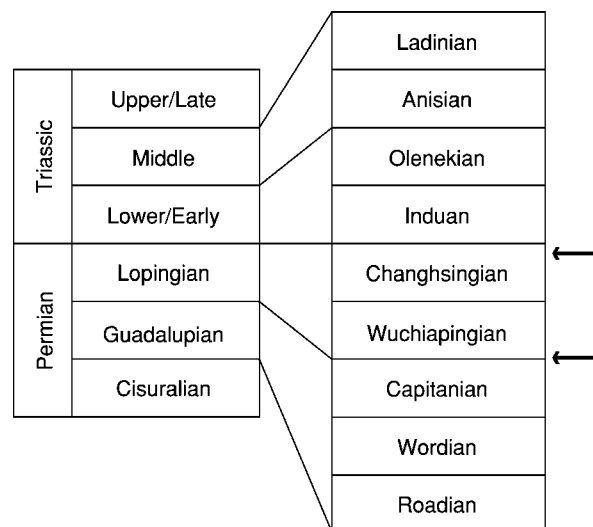 Triassic
Upper/Late
Middle
Lower/Early
Permian
Lopingian
Guadalupian
Cisuralian
Ladinian
Anisian
Olenekian
Induan
Changhsingian
Wuchiapingian
Capitanian
Wordian
Roadian